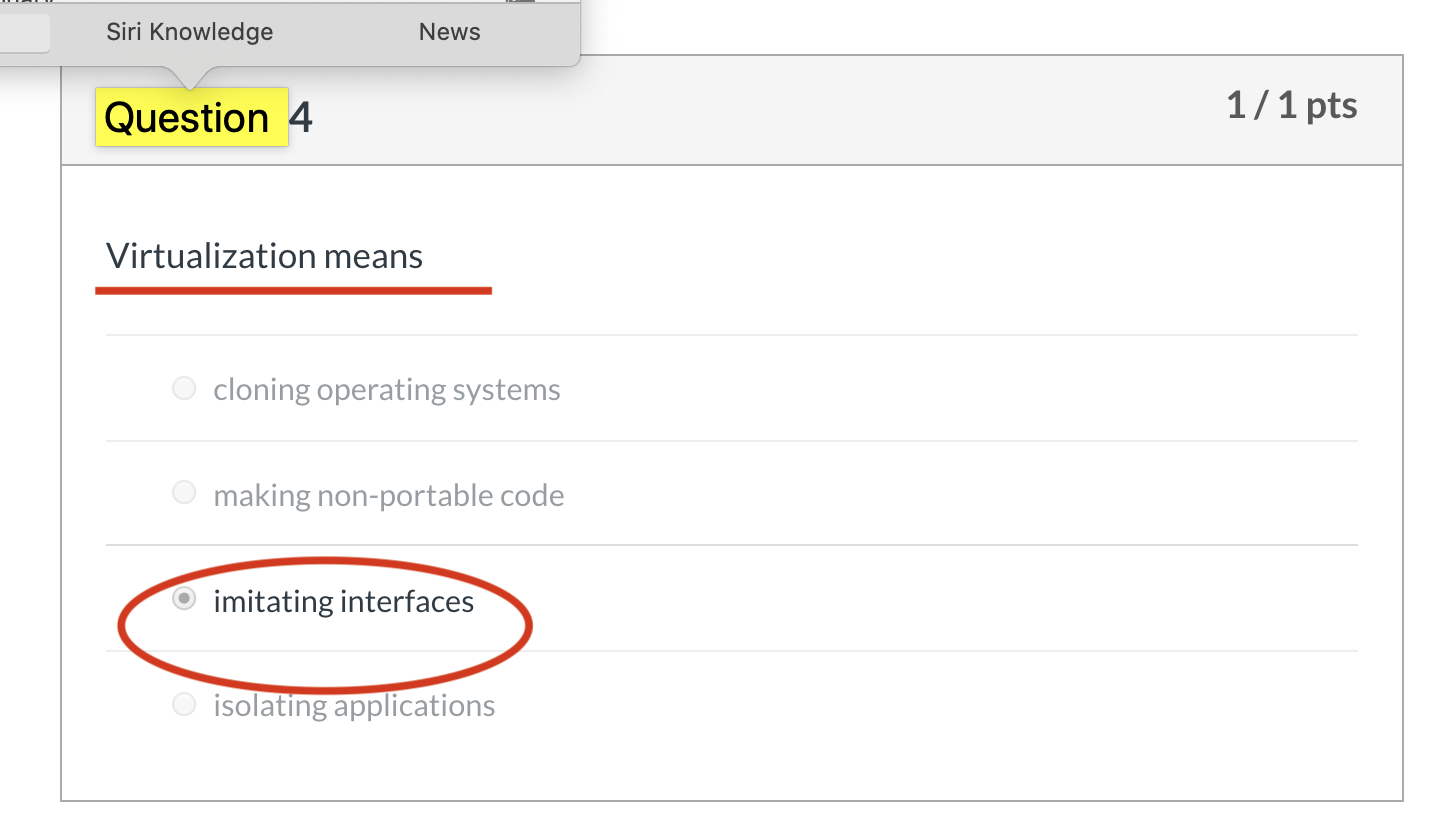 Siri Knowledge
News
Question 4
1 / 1 pts
Virtualization means
cloning operating systems
making non-portable code
imitating interfaces
isolating applications